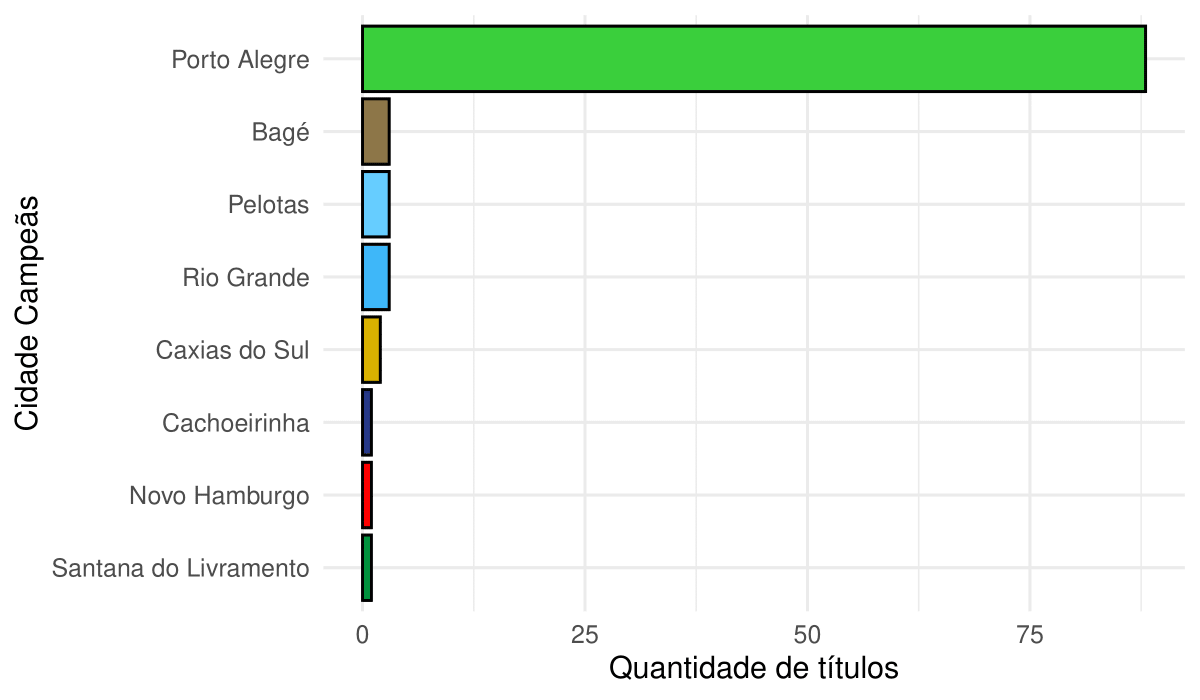 Porto Alegre
Bagé
Pelotas
Rio Grande
Caxias do Sul
Cachoeirinha
Novo Hamburgo
Santana do Livramento
Cidade Campeãs
0 25 50 75
Quantidade de títulos